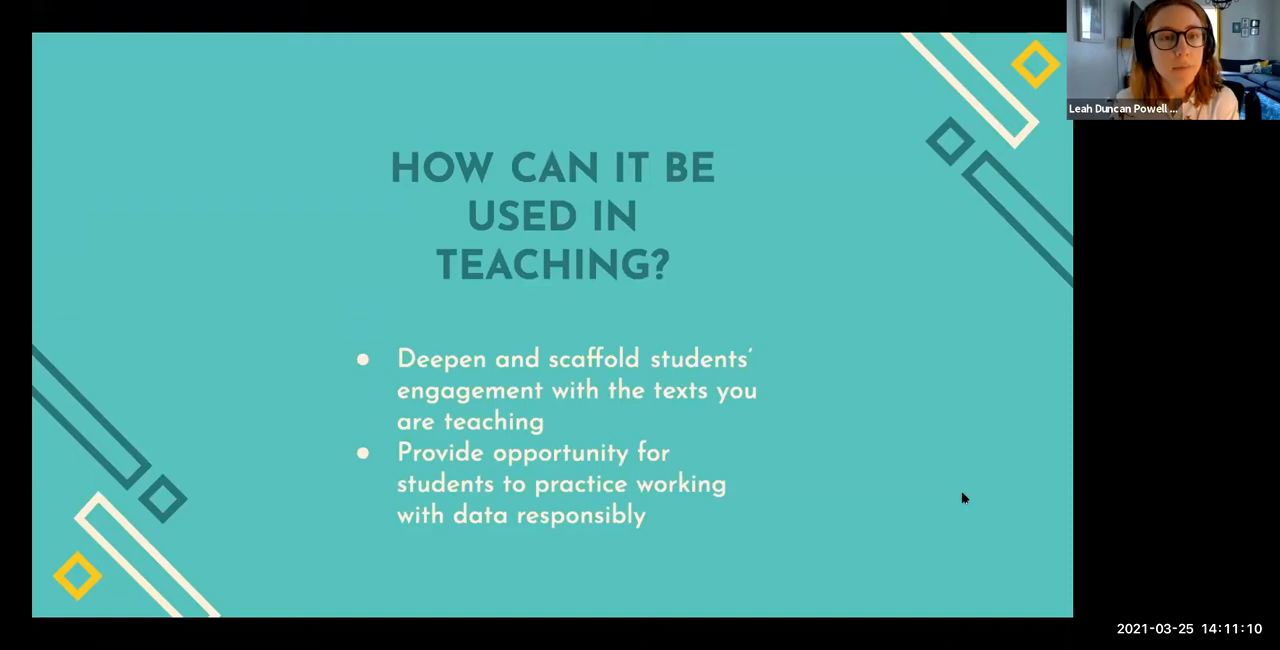 Leah Duncan Powell ...
HOW CAN IT BE
USED IN
TEACHING?
● Deepen and scaffold students'
engagement with the texts you
are teaching
● Provide opportunity for
students to practice working
with data responsibly
2021-03-25 14:11:10